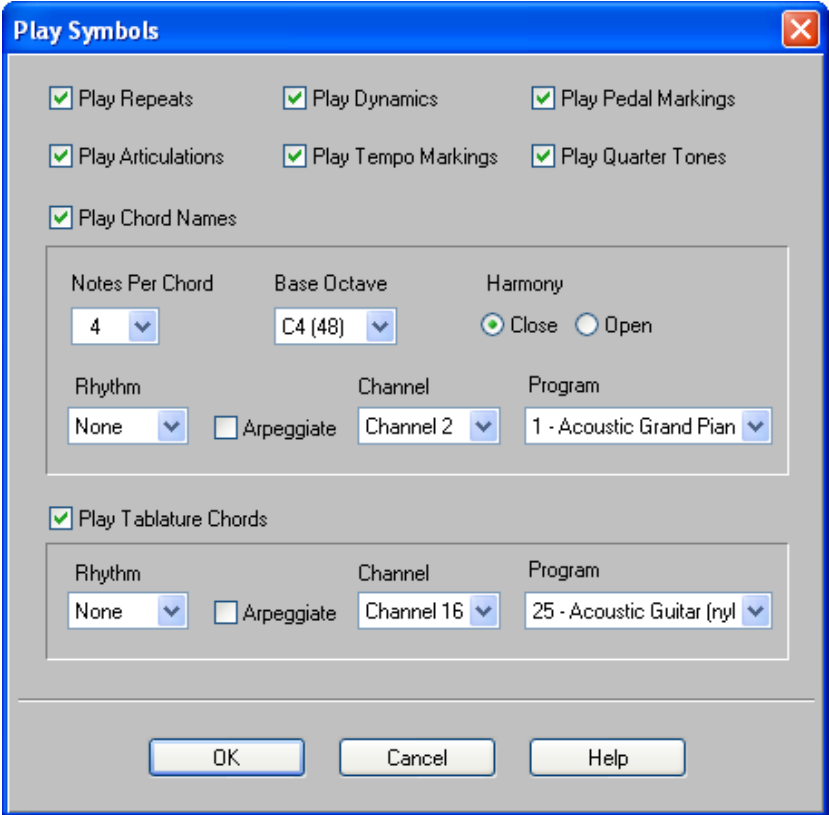 Play Symbols
Play Repeats Play Dynamics Play Pedal Markings
Play Articulations Play Tempo Markings Play Quarter Tones
Play Chord Names
Notes Per Chord Base Octave Harmony
4 C4 (48) Close Open
Rhythm Channel Program
None Arpeggiate Channel 2 1 - Acoustic Grand Pian
Play Tablature Chords
Rhythm Channel Program
None Arpeggiate Channel 16 25 - Acoustic Guitar (nyl
OK Cancel Help